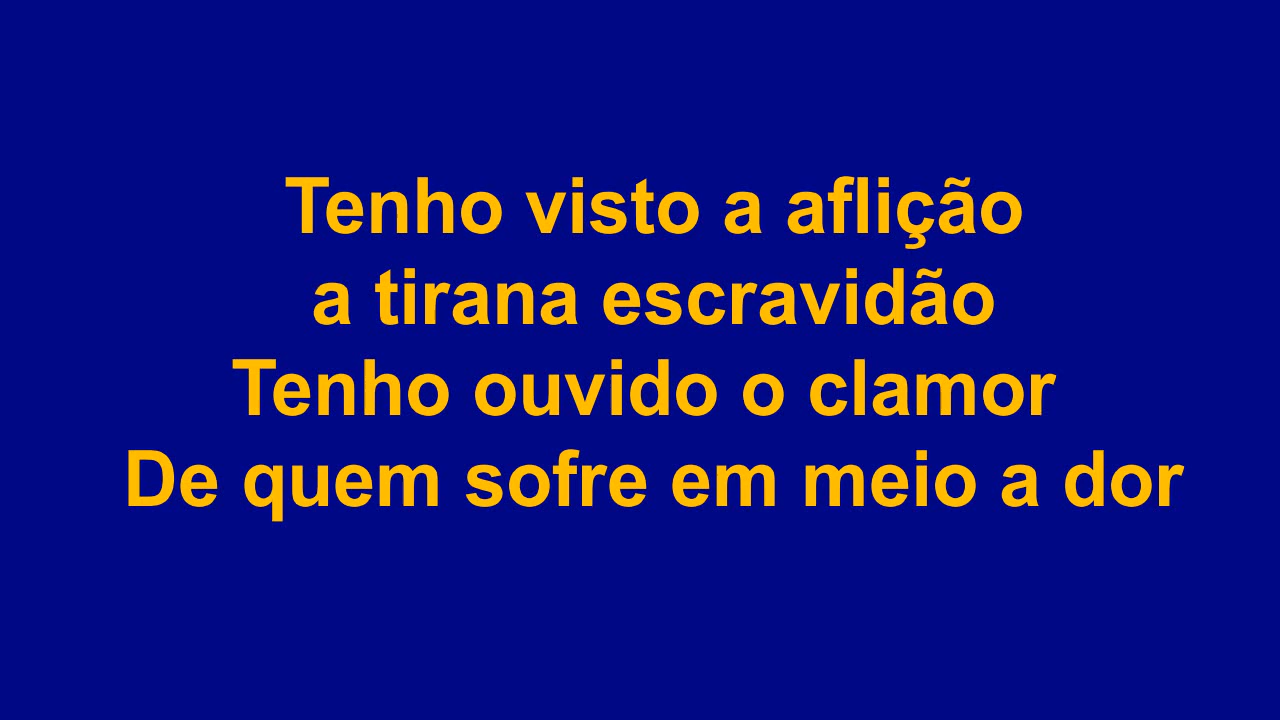 Tenho visto a aflição
a tirana escravidão
Tenho ouvido o clamor
De quem sofre em meio a dor